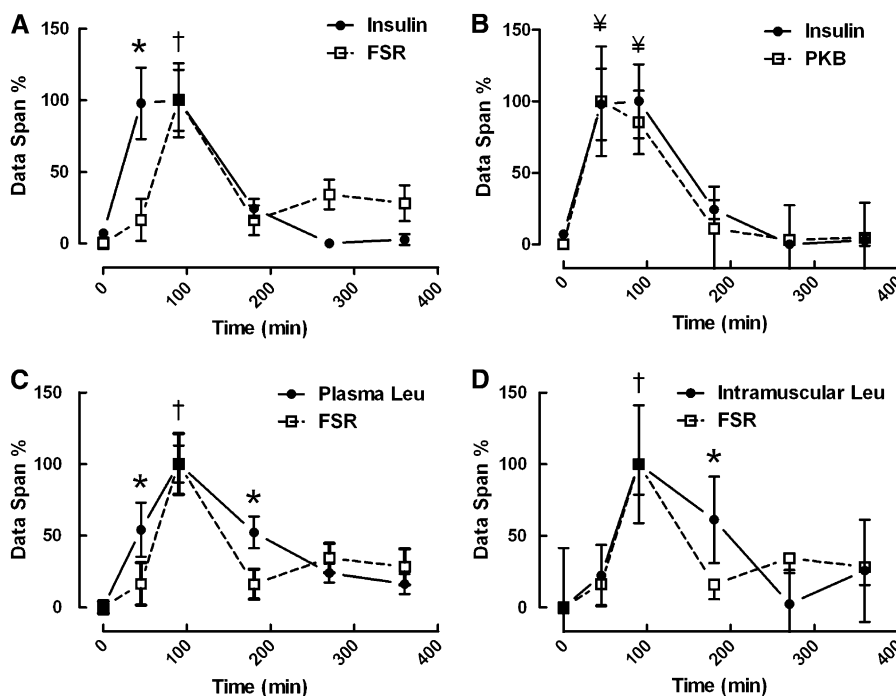 A
Insulin
FSR
Data Span %
150
100
50
0
*
†
0
100
200
300
400
Time (min)
B
Insulin
PKB
Data Span %
150
100
50
0
¥
¥
0
100
200
300
400
Time (min)
C
Plasma Leu
FSR
Data Span %
150
100
50
0
*
†
*
0
100
200
300
400
Time (min)
D
Intramuscular Leu
FSR
Data Span %
150
100
50
0
†
*
0
100
200
300
400
Time (min)